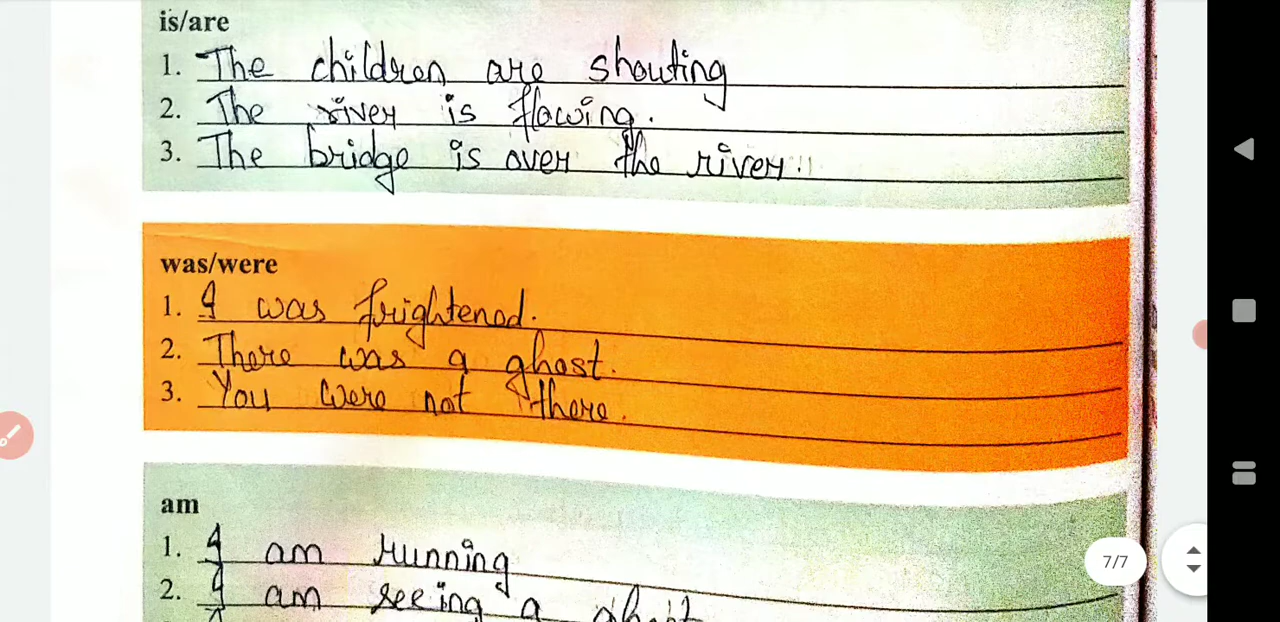 is/are
1. The children are shouting
2. The river is flowing.
3. The bridge is over the river.
was/were
1. I was frightened.
2. There was a ghost.
3. You were not there.
am
1. I am running
2. I am seeing a ghost
7/7